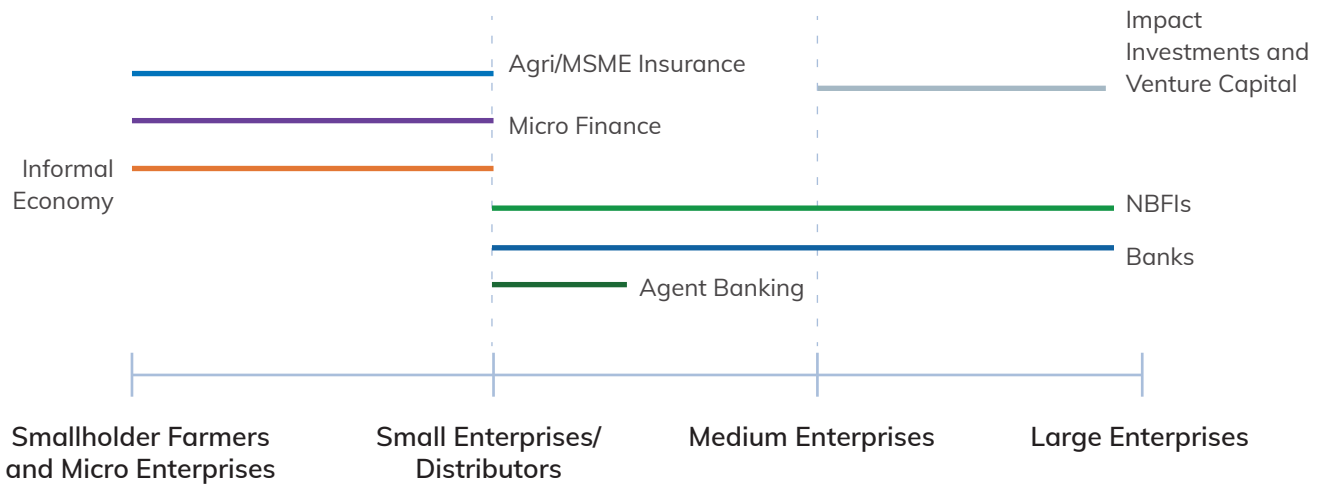 Impact
Investments and
Venture Capital
Agri/MSME Insurance
Micro Finance
Informal
Economy
NBFIs
Banks
Agent Banking
Smallholder Farmers
and Micro Enterprises
Small Enterprises/
Distributors
Medium Enterprises
Large Enterprises